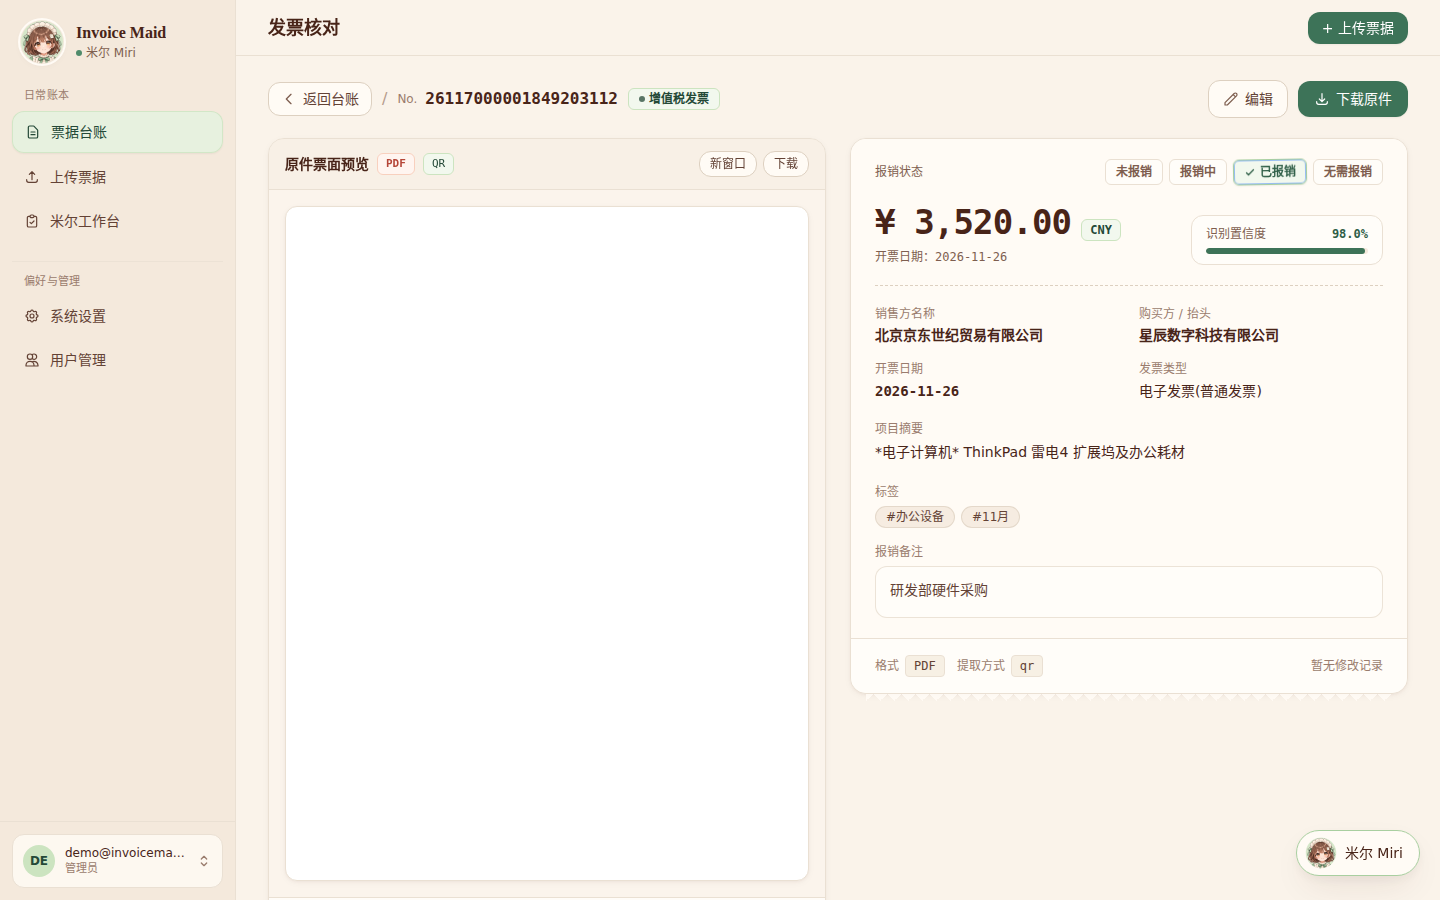 Invoice Maid
米尔 Miri
日常账本
票据台账
上传票据
米尔工作台
偏好与管理
系统设置
用户管理
DE
demo@invoicema...
管理员
发票核对
+ 上传票据
返回台账 / No. 26117000001849203112 增值税发票
编辑
下载原件
原件票面预览 PDF QR
新窗口 下载
报销状态
未报销 报销中 已报销 无需报销
¥ 3,520.00 CNY
开票日期: 2026-11-26
识别置信度 98.0%
销售方名称
北京京东世纪贸易有限公司
购买方 / 抬头
星辰数字科技有限公司
开票日期
2026-11-26
发票类型
电子发票(普通发票)
项目摘要
*电子计算机* ThinkPad 雷电4 扩展坞及办公耗材
标签
#办公设备 #11月
报销备注
研发部硬件采购
格式 PDF 提取方式 qr
暂无修改记录
米尔 Miri